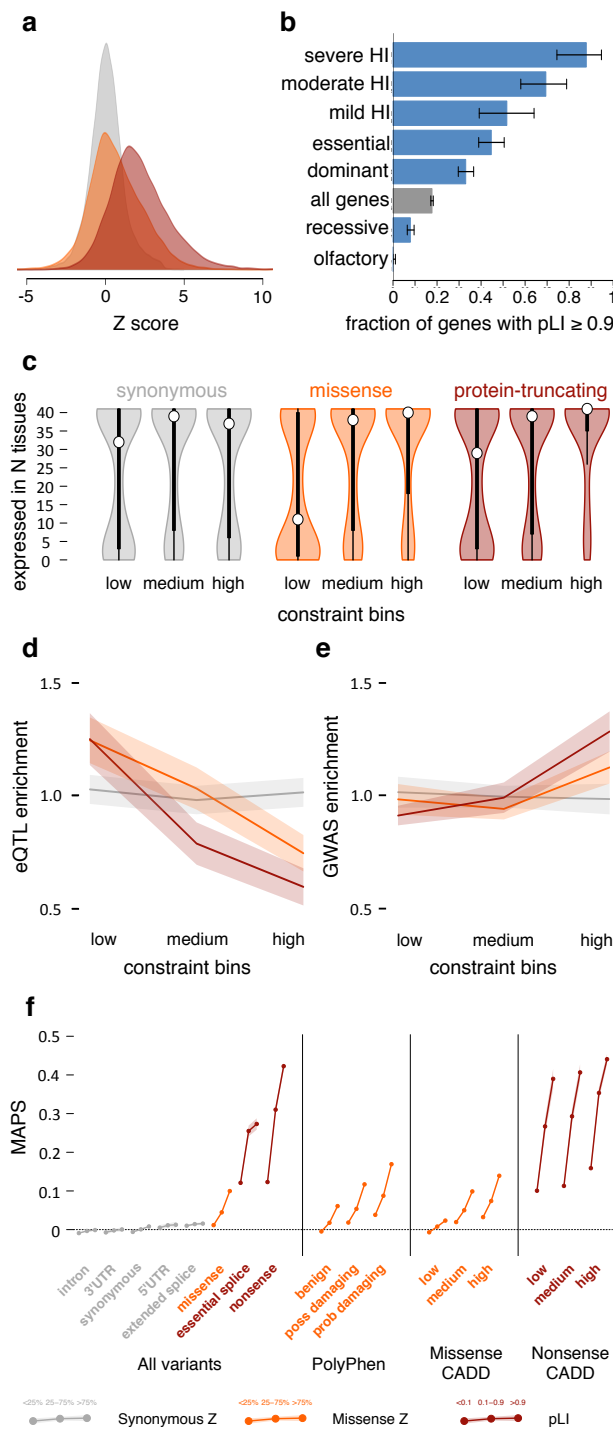 a
-5 0 5 10
Z score
b
severe HI
moderate HI
mild HI
essential
dominant
all genes
recessive
olfactory
0 0.2 0.4 0.6 0.8 1
fraction of genes with pLI ≥ 0.9
c
synonymous missense protein-truncating
expressed in N tissues
40
35
30
25
20
15
10
5
0
low medium high low medium high low medium high
constraint bins
d
eQTL enrichment
1.5
1.0
0.5
low medium high
constraint bins
e
GWAS enrichment
1.5
1.0
0.5
low medium high
constraint bins
f
MAPS
0.5
0.4
0.3
0.2
0.1
0
intron
3'UTR
synonymous
5'UTR
extended splice
missense
essential splice
nonsense
benign
poss damaging
prob damaging
low
medium
high
low
medium
high
All variants
PolyPhen
Missense
CADD
Nonsense
CADD
<25% 25–75% >75%
Synonymous Z
<25% 25–75% >75%
Missense Z
<0.1 0.1–0.9 >0.9
pLI